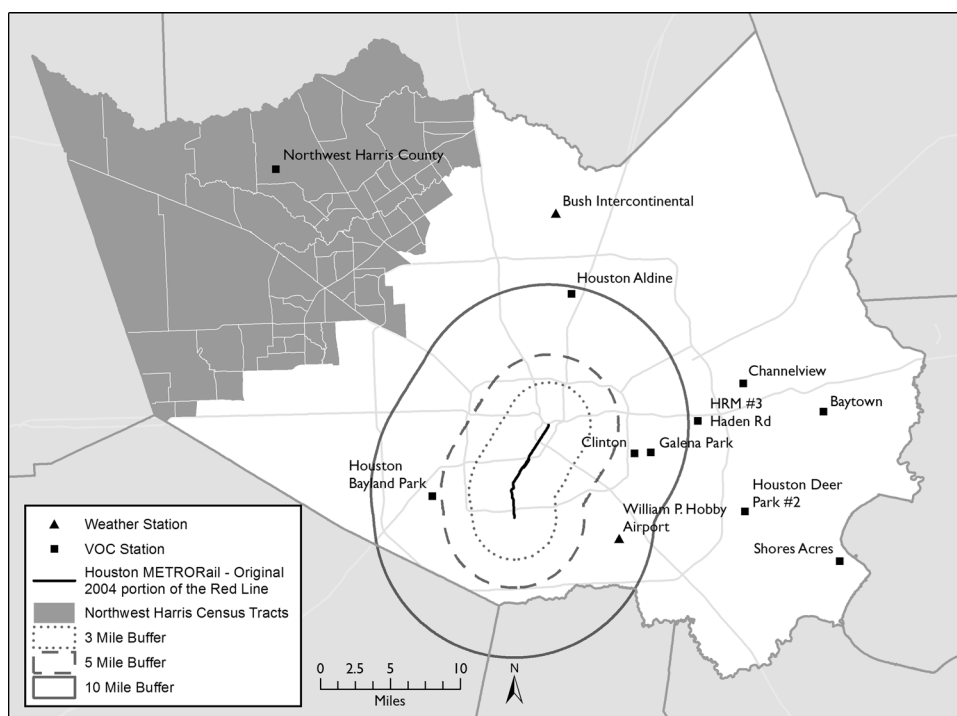 Northwest Harris County
Bush Intercontinental
Houston Aldine
Channelview
HRM #3
Haden Rd
Baytown
Clinton
Galena Park
Houston
Bayland Park
Houston Deer
Park #2
William P. Hobby
Airport
Shores Acres
Weather Station
VOC Station
Houston METRORail - Original
2004 portion of the Red Line
Northwest Harris Census Tracts
3 Mile Buffer
5 Mile Buffer
10 Mile Buffer
0 2.5 5 10
Miles
N